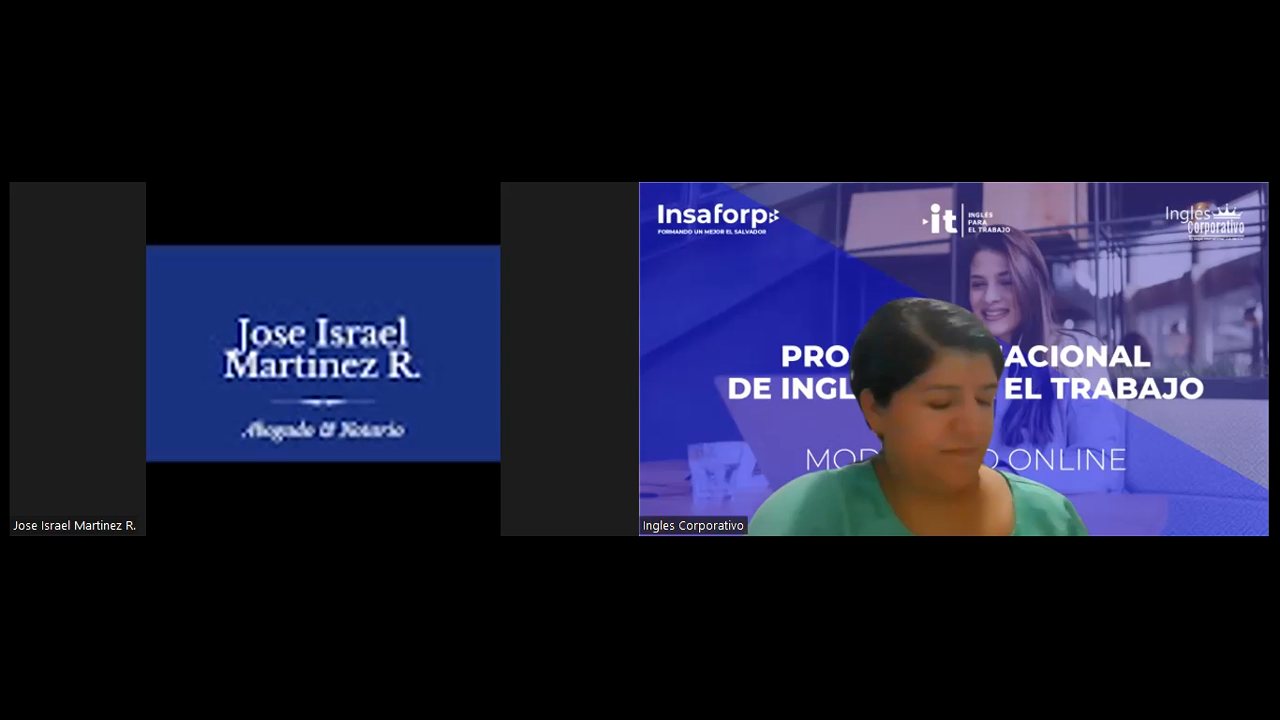 Jose Israel
Martinez R.
Abogado & Notario
Jose Israel Martinez R.
Insaforp
FORMANDO UN MEJOR EL SALVADOR
it
INGLES
PARA
EL TRABAJO
Inglés
Corporativo
PRO ACIONAL
DE INGL EL TRABAJO
MOD O ONLINE
Ingles Corporativo